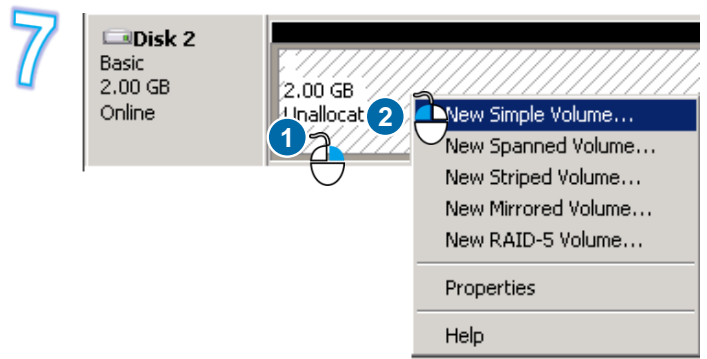 7
Disk 2
Basic
2.00 GB
Online
2.00 GB
Unallocat
1
2
New Simple Volume...
New Spanned Volume...
New Striped Volume...
New Mirrored Volume...
New RAID-5 Volume...
Properties
Help